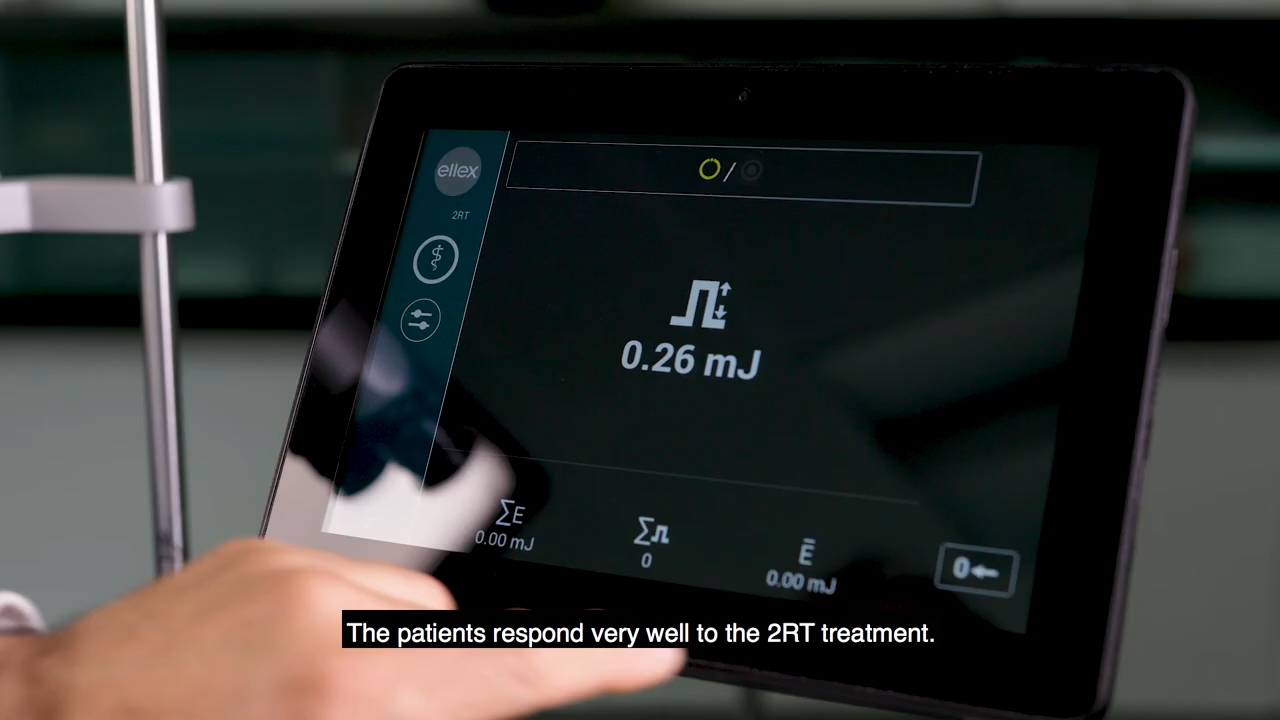 ellex
2RT
0.26 mJ
ΣE
0.00 mJ
Σ
0
Ē
0.00 mJ
0
The patients respond very well to the 2RT treatment.